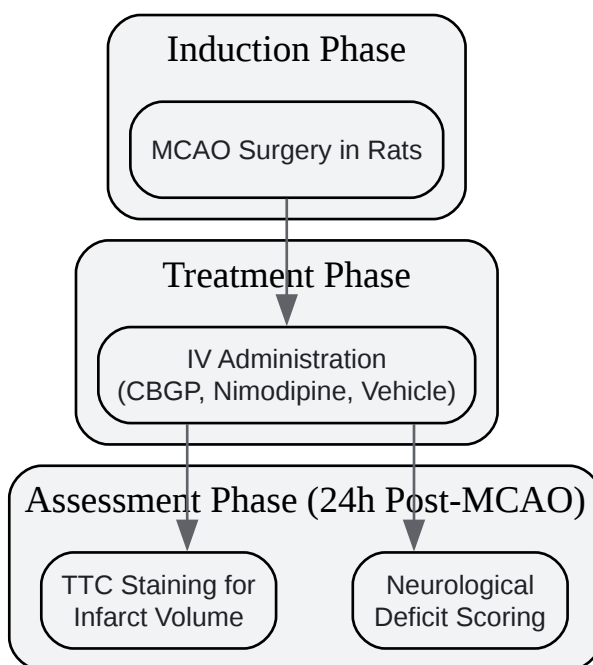 Induction Phase
MCAO Surgery in Rats
Treatment Phase
IV Administration
(CBGP, Nimodipine, Vehicle)
Assessment Phase (24h Post-MCAO)
TTC Staining for
Infarct Volume
Neurological
Deficit Scoring